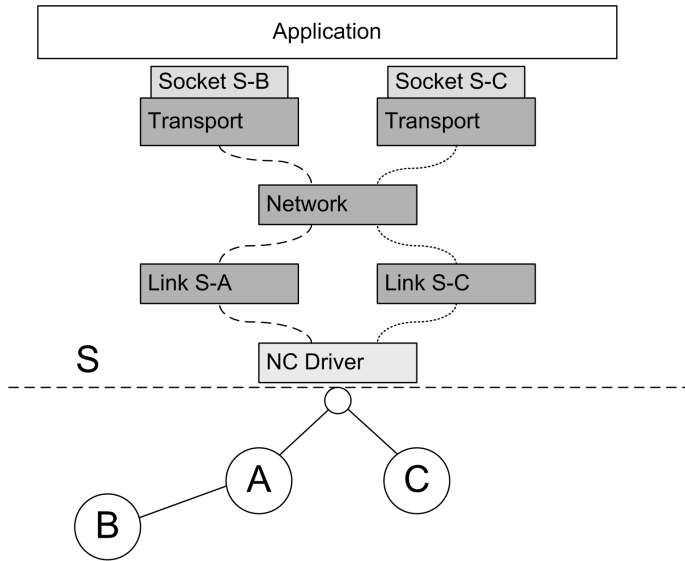 Application
Socket S-B
Socket S-C
Transport
Transport
Network
Link S-A
Link S-C
NC Driver
S
A
C
B